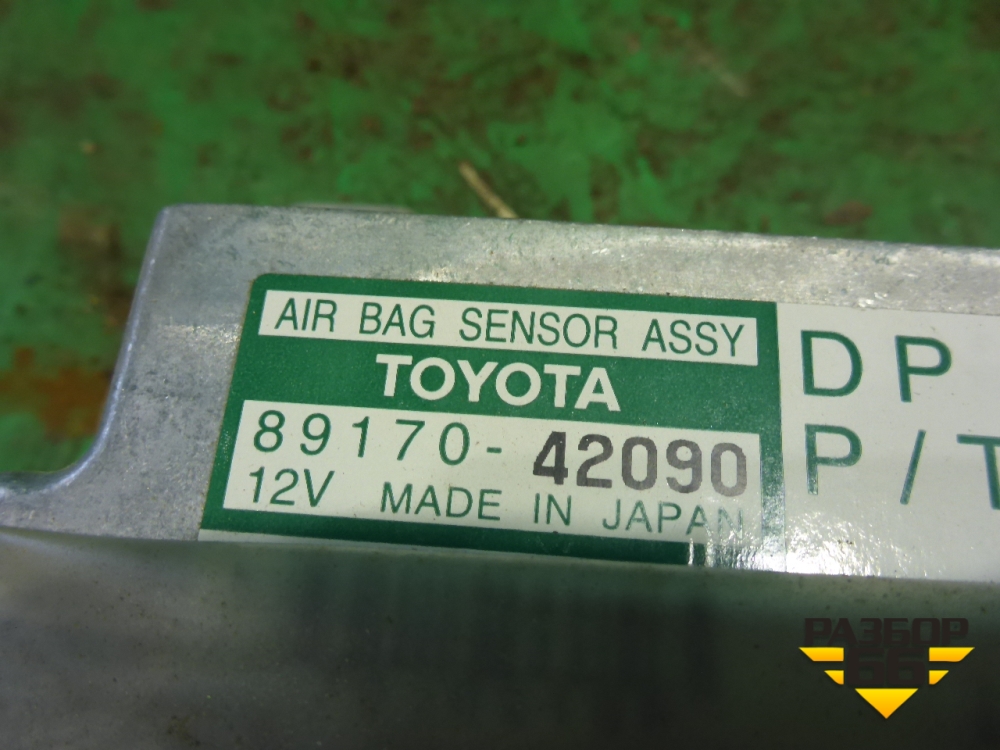 AIR BAG SENSOR ASSY
TOYOTA
89170-42090
12V MADE IN JAPAN
DP
P/T
РАЗБОР
66